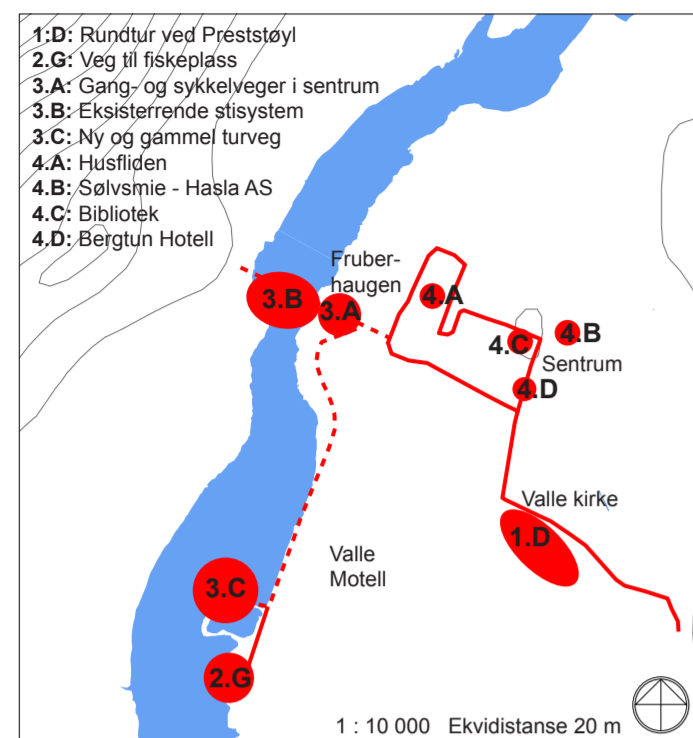 1:D: Rundtur ved Preststøyl
2.G: Veg til fiskeplass
3.A: Gang- og sykkelveger i sentrum
3.B: Eksisterrende stisystem
3.C: Ny og gammel turveg
4.A: Husfliden
4.B: Sølvsmie - Hasla AS
4.C: Bibliotek
4.D: Bergtun Hotell
Fruber-
haugen
3.B
3.A
4.A
4.B
4.C
Sentrum
4.D
Valle kirke
1.D
Valle
Motell
3.C
2.G
1 : 10 000 Ekvidistanse 20 m